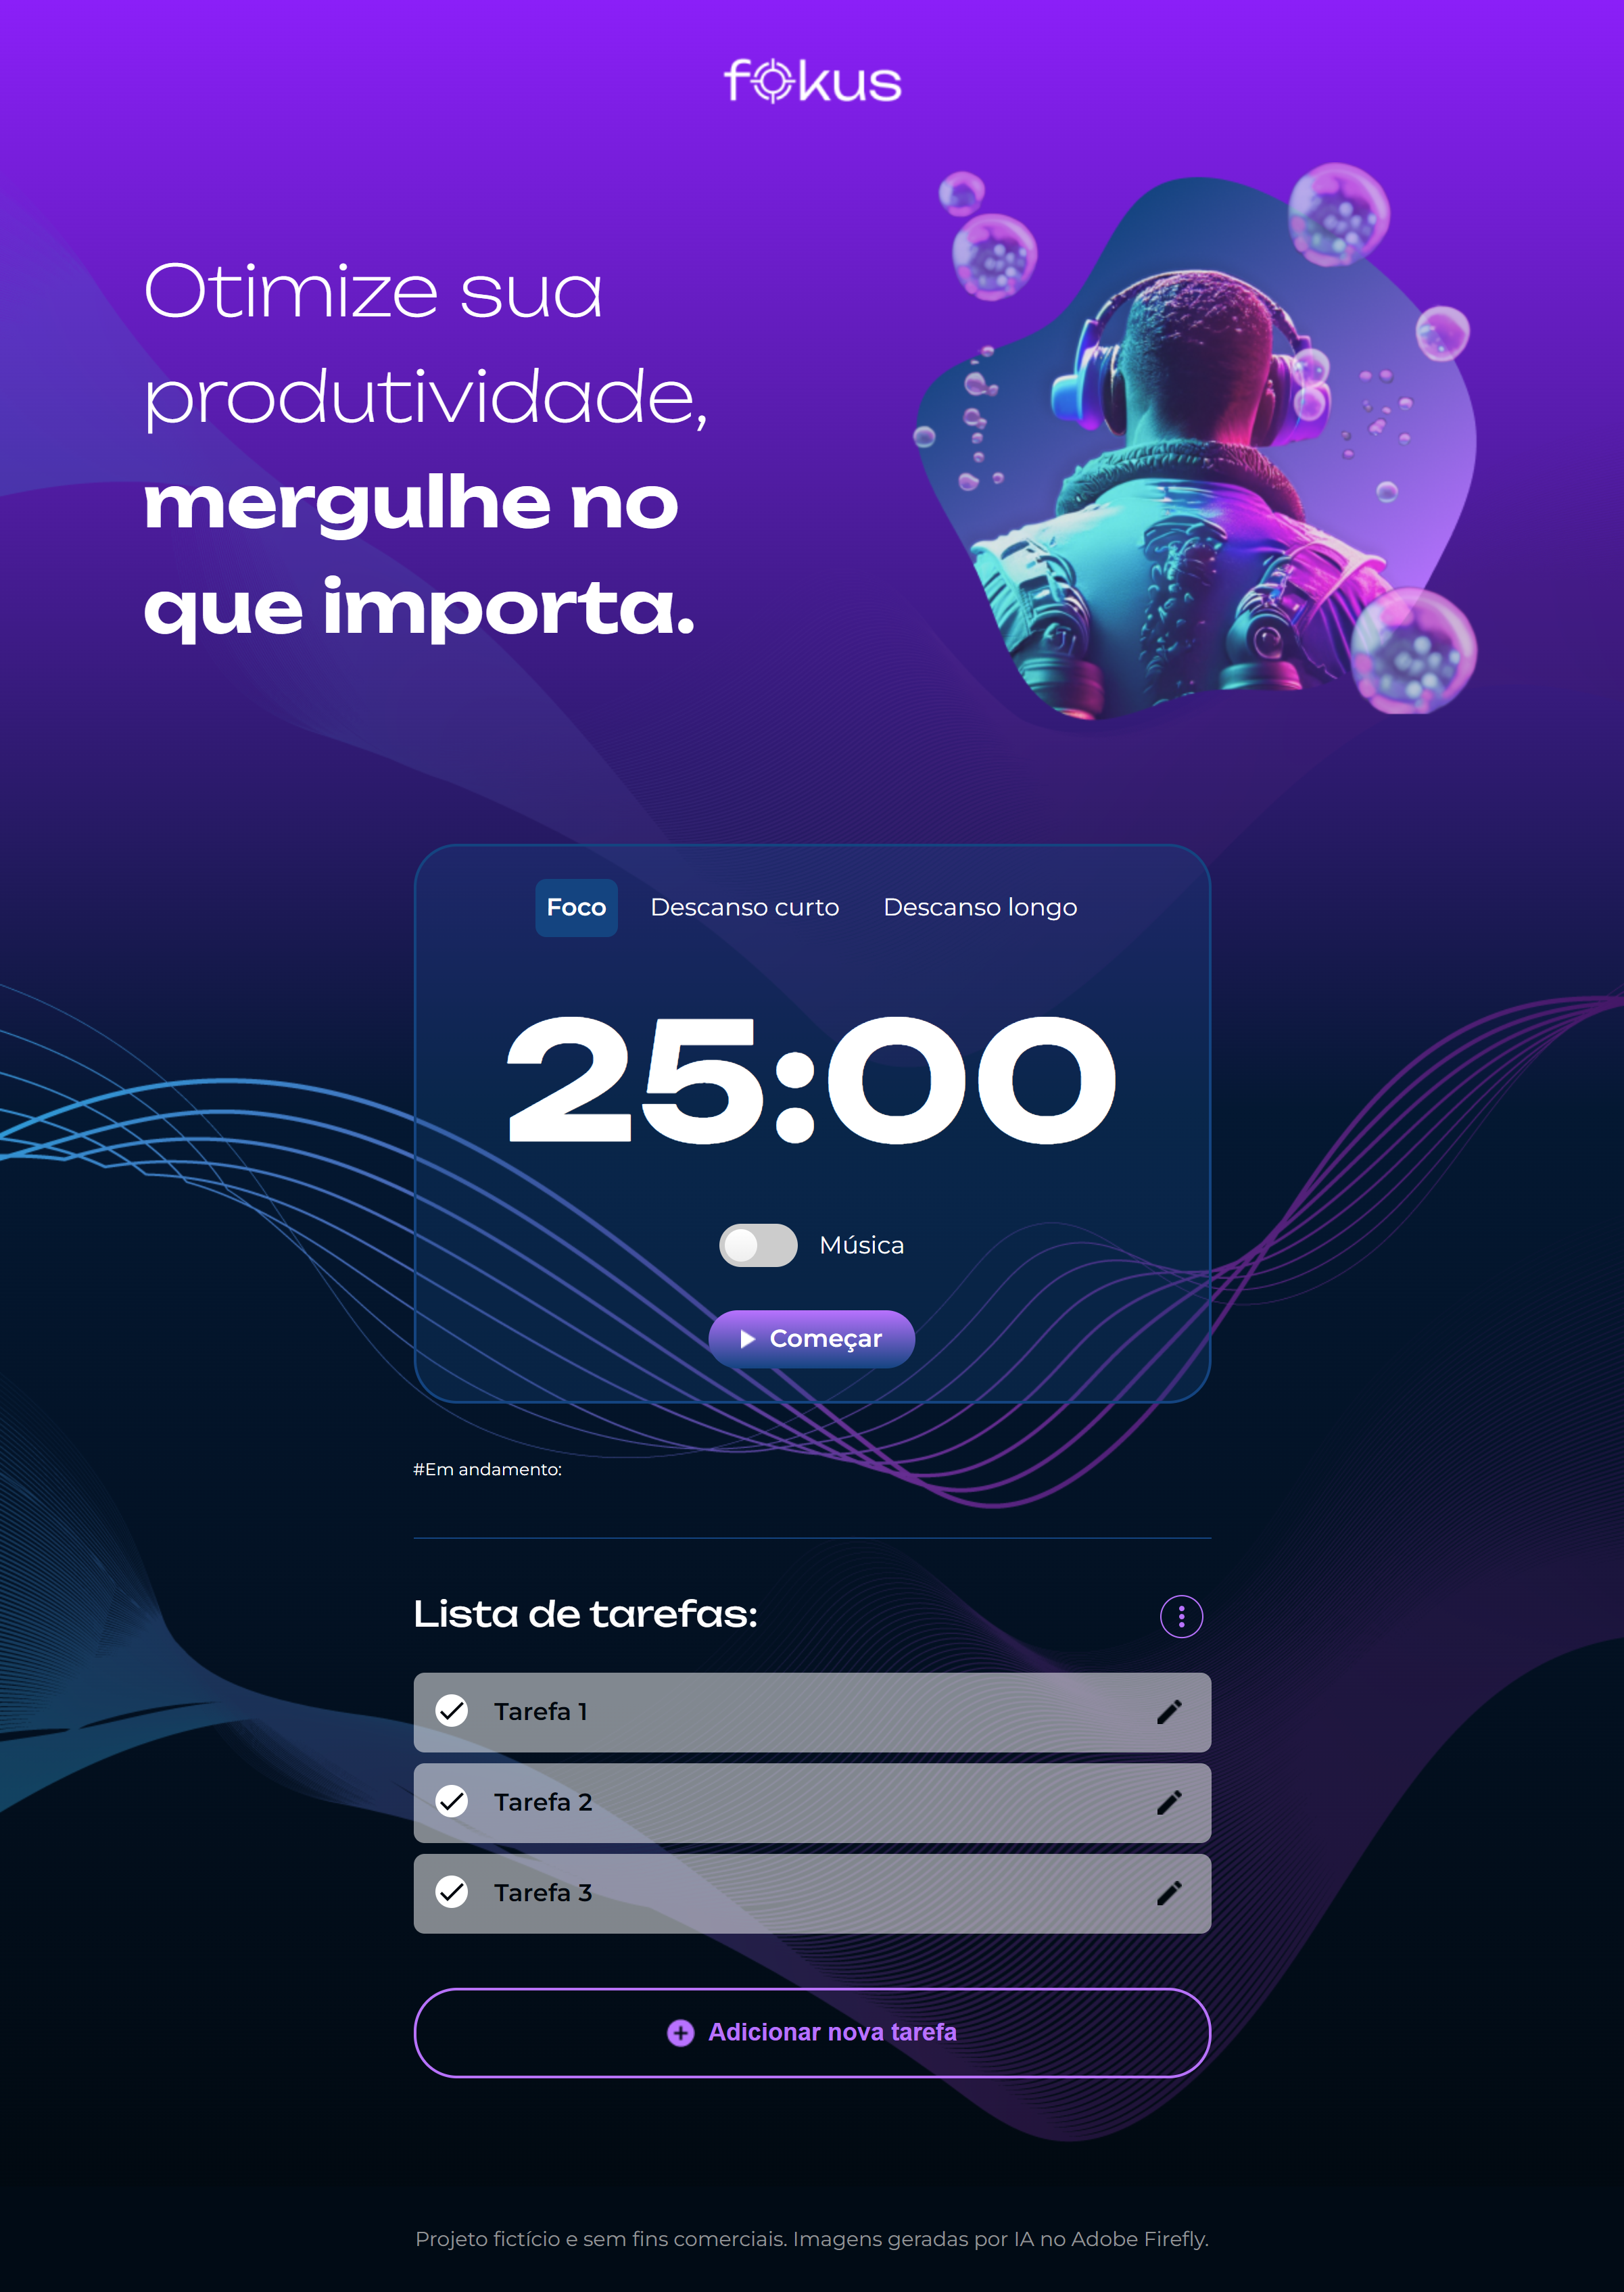 fokus
Otimize sua
produtividade,
mergulhe no
que importa.
Foco Descanso curto Descanso longo
25:00
Música
Começar
#Em andamento:
Lista de tarefas:
Tarefa 1
Tarefa 2
Tarefa 3
Adicionar nova tarefa
Projeto fictício e sem fins comerciais. Imagens geradas por IA no Adobe Firefly.